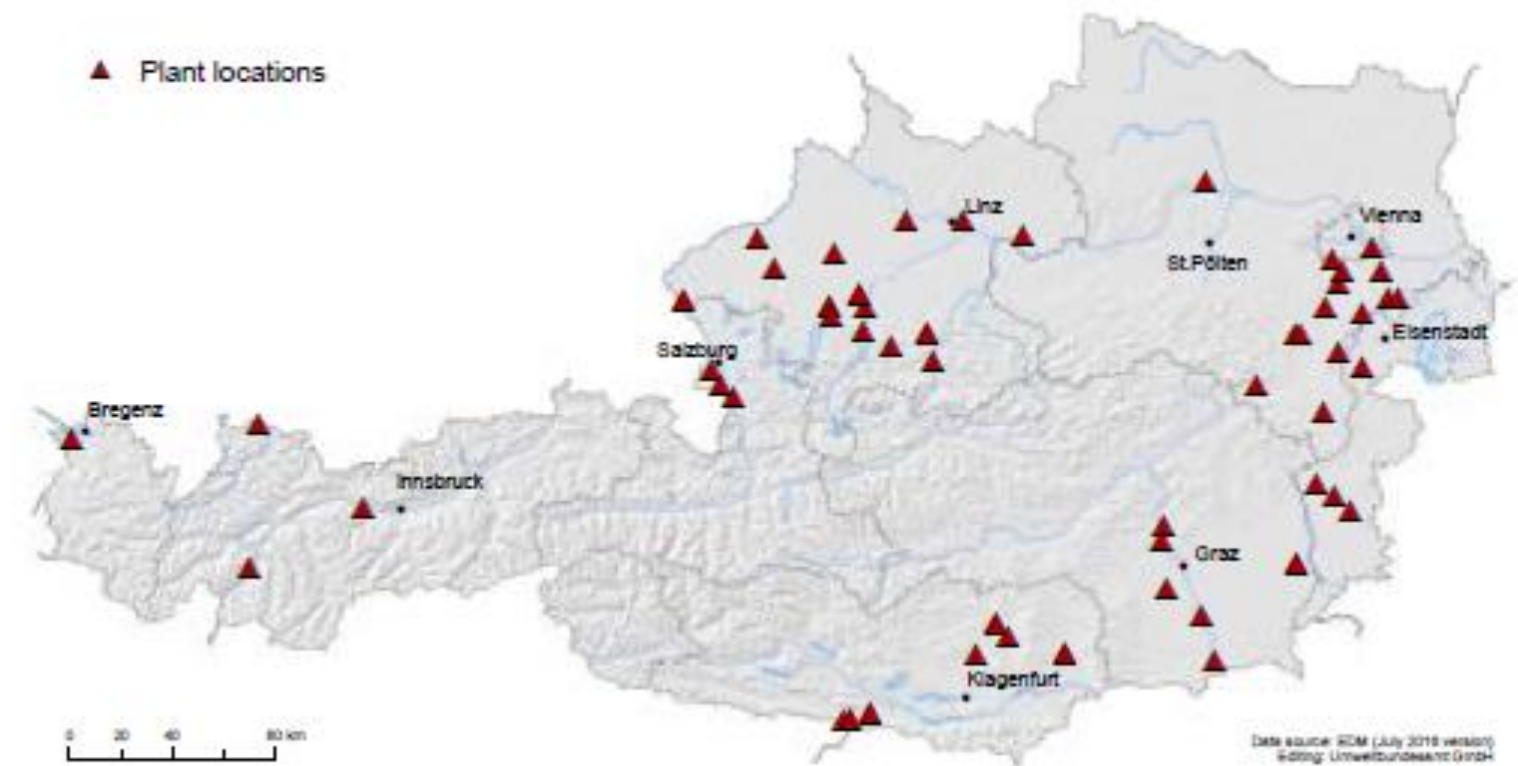 Plant locations
Linz
Vienna
St.Pölten
Eisenstadt
Salzburg
Bregenz
Innsbruck
Graz
Klagenfurt
0 20 40 80 km
Data source: EDM (July 2016 version)
Editing: Umweltbundesamt GmbH